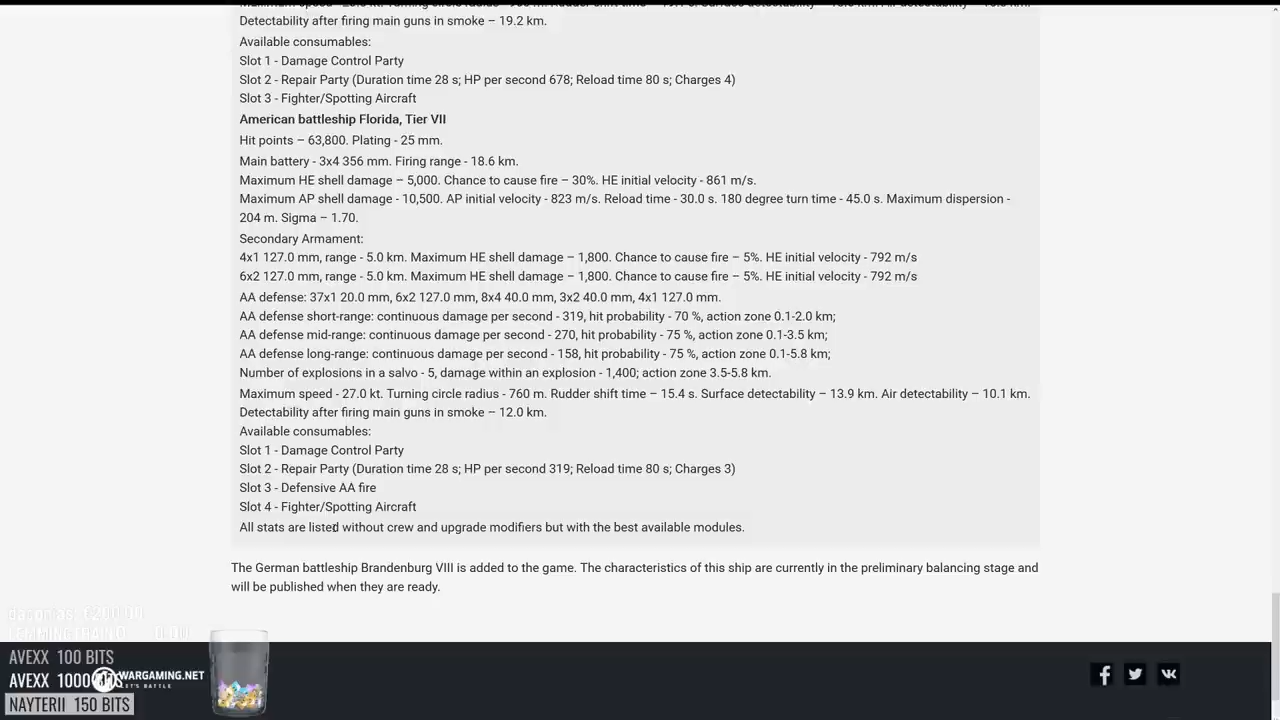 Detectability after firing main guns in smoke – 19.2 km.
Available consumables:
Slot 1 - Damage Control Party
Slot 2 - Repair Party (Duration time 28 s; HP per second 678; Reload time 80 s; Charges 4)
Slot 3 - Fighter/Spotting Aircraft
American battleship Florida, Tier VII
Hit points – 63,800. Plating - 25 mm.
Main battery - 3x4 356 mm. Firing range - 18.6 km.
Maximum HE shell damage – 5,000. Chance to cause fire – 30%. HE initial velocity - 861 m/s.
Maximum AP shell damage - 10,500. AP initial velocity - 823 m/s. Reload time - 30.0 s. 180 degree turn time - 45.0 s. Maximum dispersion -
204 m. Sigma – 1.70.
Secondary Armament:
4x1 127.0 mm, range - 5.0 km. Maximum HE shell damage – 1,800. Chance to cause fire – 5%. HE initial velocity - 792 m/s
6x2 127.0 mm, range - 5.0 km. Maximum HE shell damage – 1,800. Chance to cause fire – 5%. HE initial velocity - 792 m/s
AA defense: 37x1 20.0 mm, 6x2 127.0 mm, 8x4 40.0 mm, 3x2 40.0 mm, 4x1 127.0 mm.
AA defense short-range: continuous damage per second - 319, hit probability - 70 %, action zone 0.1-2.0 km;
AA defense mid-range: continuous damage per second - 270, hit probability - 75 %, action zone 0.1-3.5 km;
AA defense long-range: continuous damage per second - 158, hit probability - 75 %, action zone 0.1-5.8 km;
Number of explosions in a salvo - 5, damage within an explosion - 1,400; action zone 3.5-5.8 km.
Maximum speed - 27.0 kt. Turning circle radius - 760 m. Rudder shift time – 15.4 s. Surface detectability – 13.9 km. Air detectability – 10.1 km.
Detectability after firing main guns in smoke – 12.0 km.
Available consumables:
Slot 1 - Damage Control Party
Slot 2 - Repair Party (Duration time 28 s; HP per second 319; Reload time 80 s; Charges 3)
Slot 3 - Defensive AA fire
Slot 4 - Fighter/Spotting Aircraft
All stats are listed without crew and upgrade modifiers but with the best available modules.
The German battleship Brandenburg VIII is added to the game. The characteristics of this ship are currently in the preliminary balancing stage and
will be published when they are ready.
AVEXX 100 BITS
AVEXX 1000 BITS
WARGAMING.NET
LET'S BATTLE
NAYTERII 150 BITS